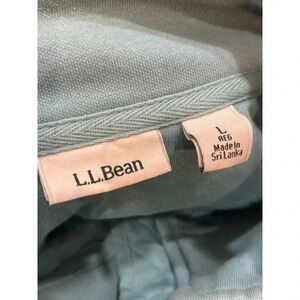 L.L.Bean
L
REG
Made In
Sri Lanka